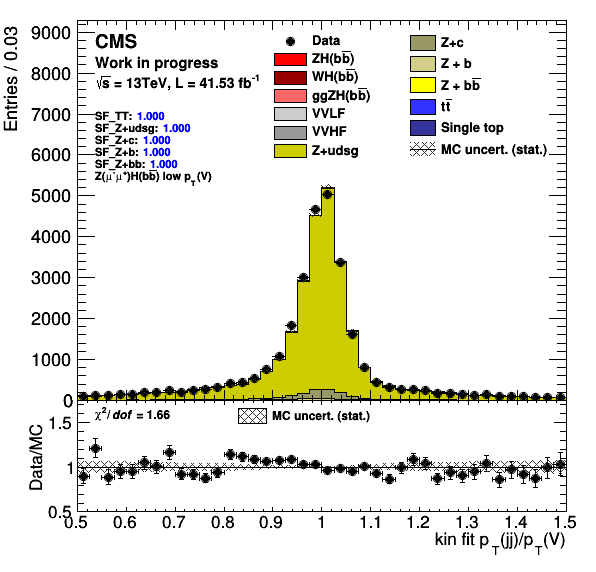 CMS
Work in progress
√s = 13TeV, L = 41.53 fb⁻¹
SF_TT: 1.000
SF_Z+udsg: 1.000
SF_Z+c: 1.000
SF_Z+b: 1.000
SF_Z+bb: 1.000
Z(μ⁻μ⁺)H(bb̅) low p_T(V)
Data
ZH(bb̅)
WH(bb̅)
ggZH(bb̅)
VVLF
VVHF
Z+udsg
Z+c
Z + b
Z + bb̅
tt̅
Single top
MC uncert. (stat.)
Entries / 0.03
9000
8000
7000
6000
5000
4000
3000
2000
1000
0
χ²/dof = 1.66
MC uncert. (stat.)
Data/MC
1.5
1
0.5
0.5 0.6 0.7 0.8 0.9 1 1.1 1.2 1.3 1.4 1.5
kin fit p_T(jj)/p_T(V)